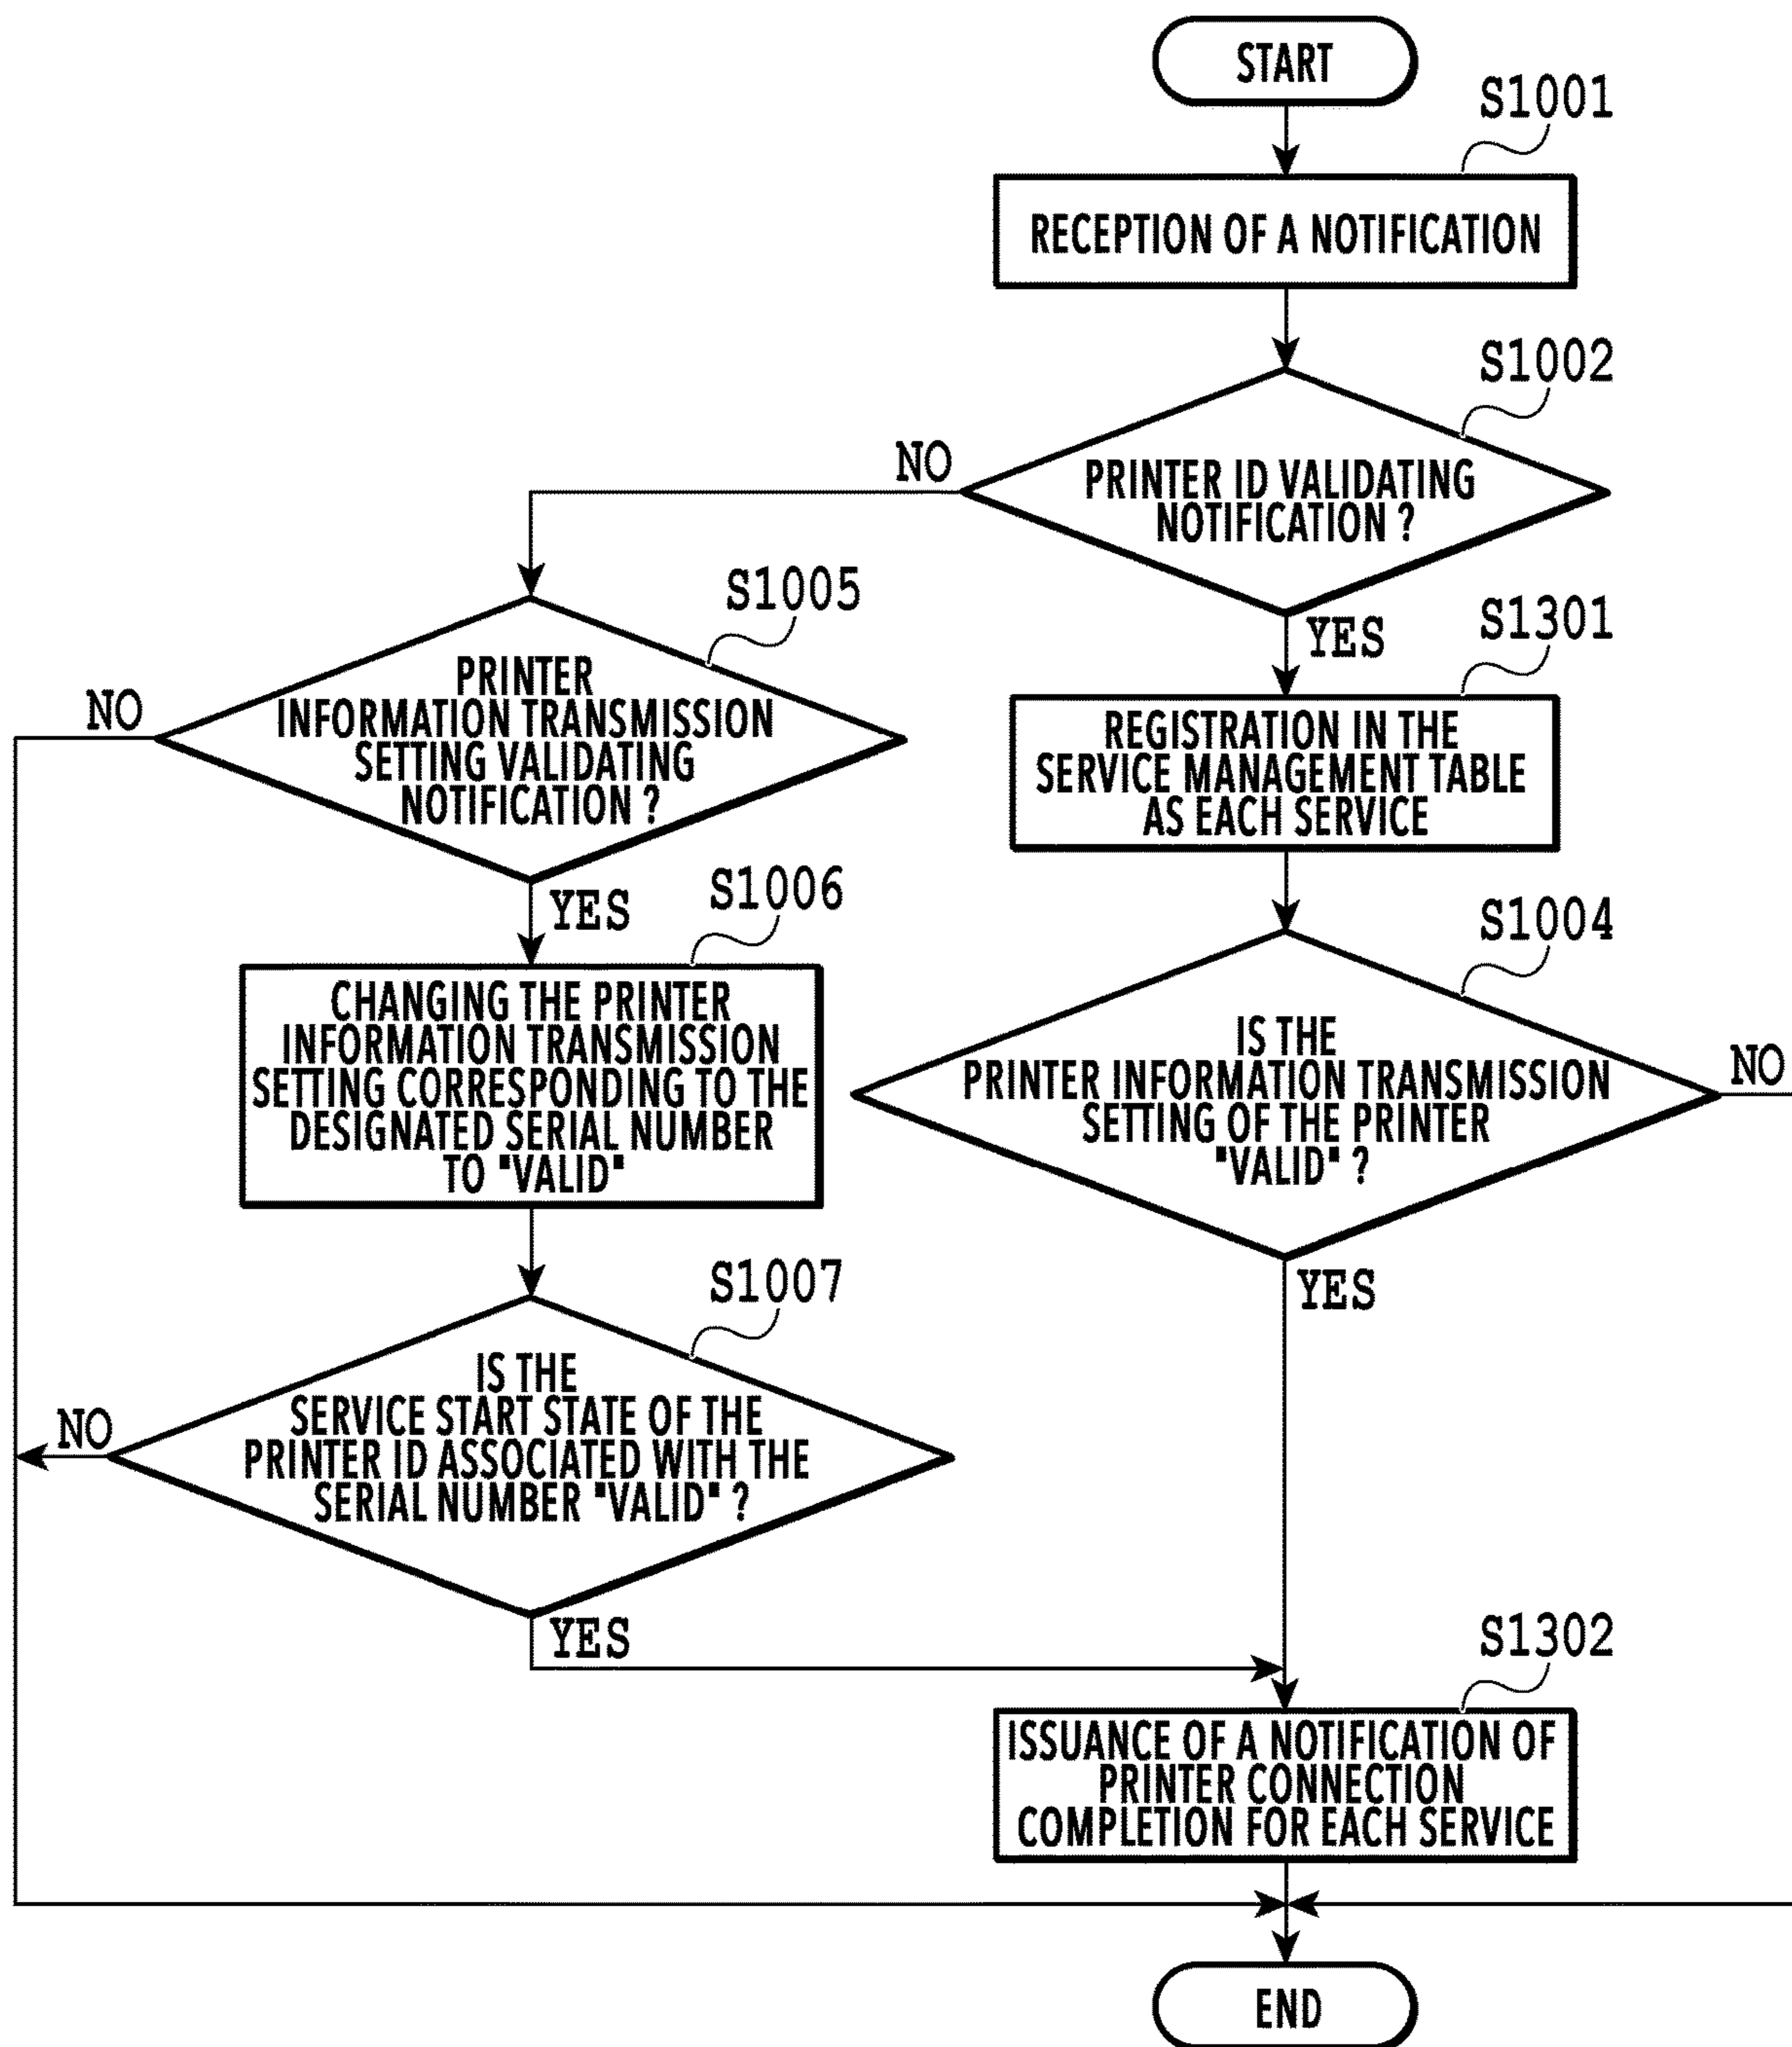 START
S1001
RECEPTION OF A NOTIFICATION
S1002
NO
PRINTER ID VALIDATING
NOTIFICATION ?
YES
S1005
NO
PRINTER
INFORMATION TRANSMISSION
SETTING VALIDATING
NOTIFICATION ?
YES
S1301
REGISTRATION IN THE
SERVICE MANAGEMENT TABLE
AS EACH SERVICE
S1006
CHANGING THE PRINTER
INFORMATION TRANSMISSION
SETTING CORRESPONDING TO THE
DESIGNATED SERIAL NUMBER
TO "VALID"
S1004
IS THE
PRINTER INFORMATION TRANSMISSION
SETTING OF THE PRINTER
"VALID" ?
NO
YES
S1007
IS THE
SERVICE START STATE OF THE
PRINTER ID ASSOCIATED WITH THE
SERIAL NUMBER "VALID" ?
NO
YES
S1302
ISSUANCE OF A NOTIFICATION OF
PRINTER CONNECTION
COMPLETION FOR EACH SERVICE
END